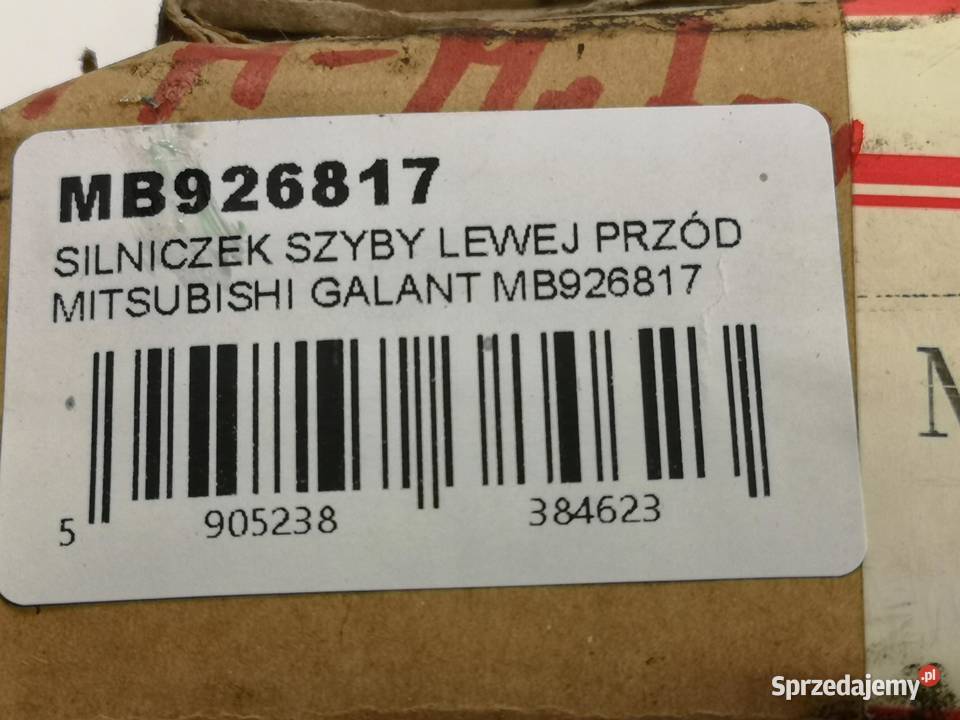 MB926817
SILNICZEK SZYBY LEWEJ PRZÓD
MITSUBISHI GALANT MB926817
5 905238 384623
Sprzedajemy.pl